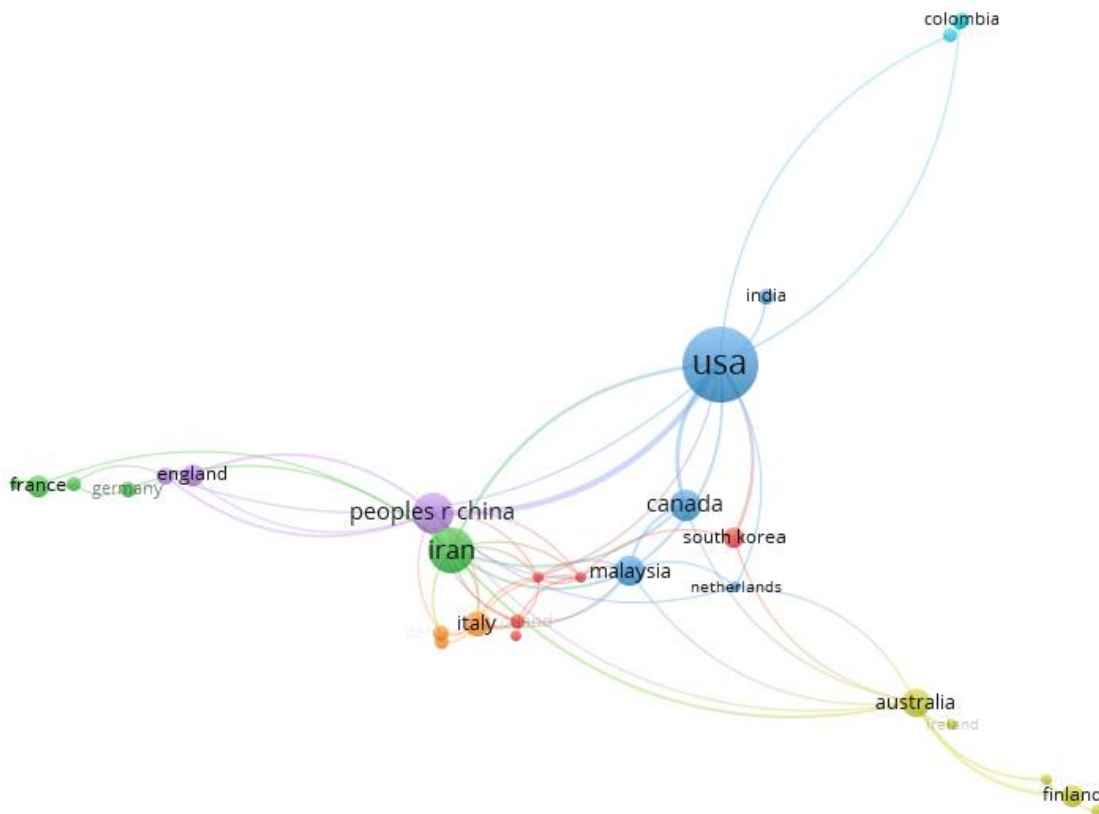 colombia
india
usa
france
germany
england
peoples r china
canada
iran
south korea
malaysia
netherlands
italy
australia
ireland
finland